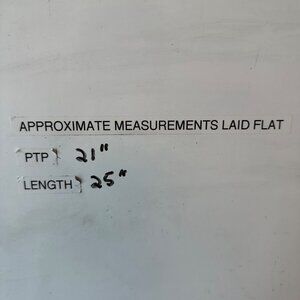 APPROXIMATE MEASUREMENTS LAID FLAT
PTP 21"
LENGTH 25"